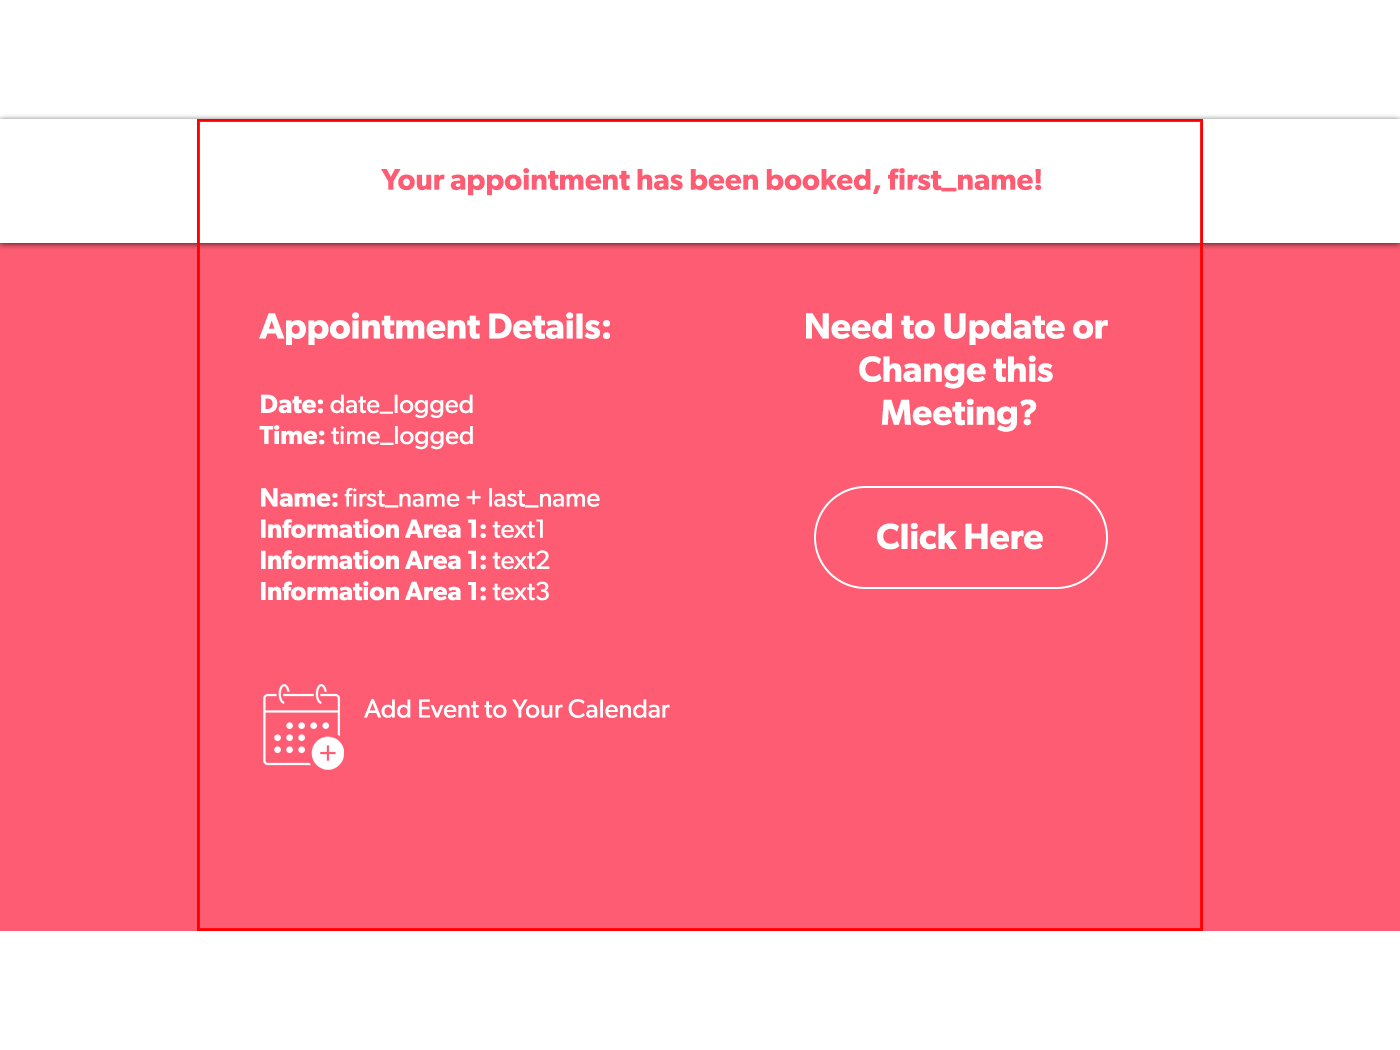 Your appointment has been booked, first_name!
Appointment Details:
Date: date_logged
Time: time_logged
Name: first_name + last_name
Information Area 1: text1
Information Area 1: text2
Information Area 1: text3
Add Event to Your Calendar
Need to Update or
Change this
Meeting?
Click Here